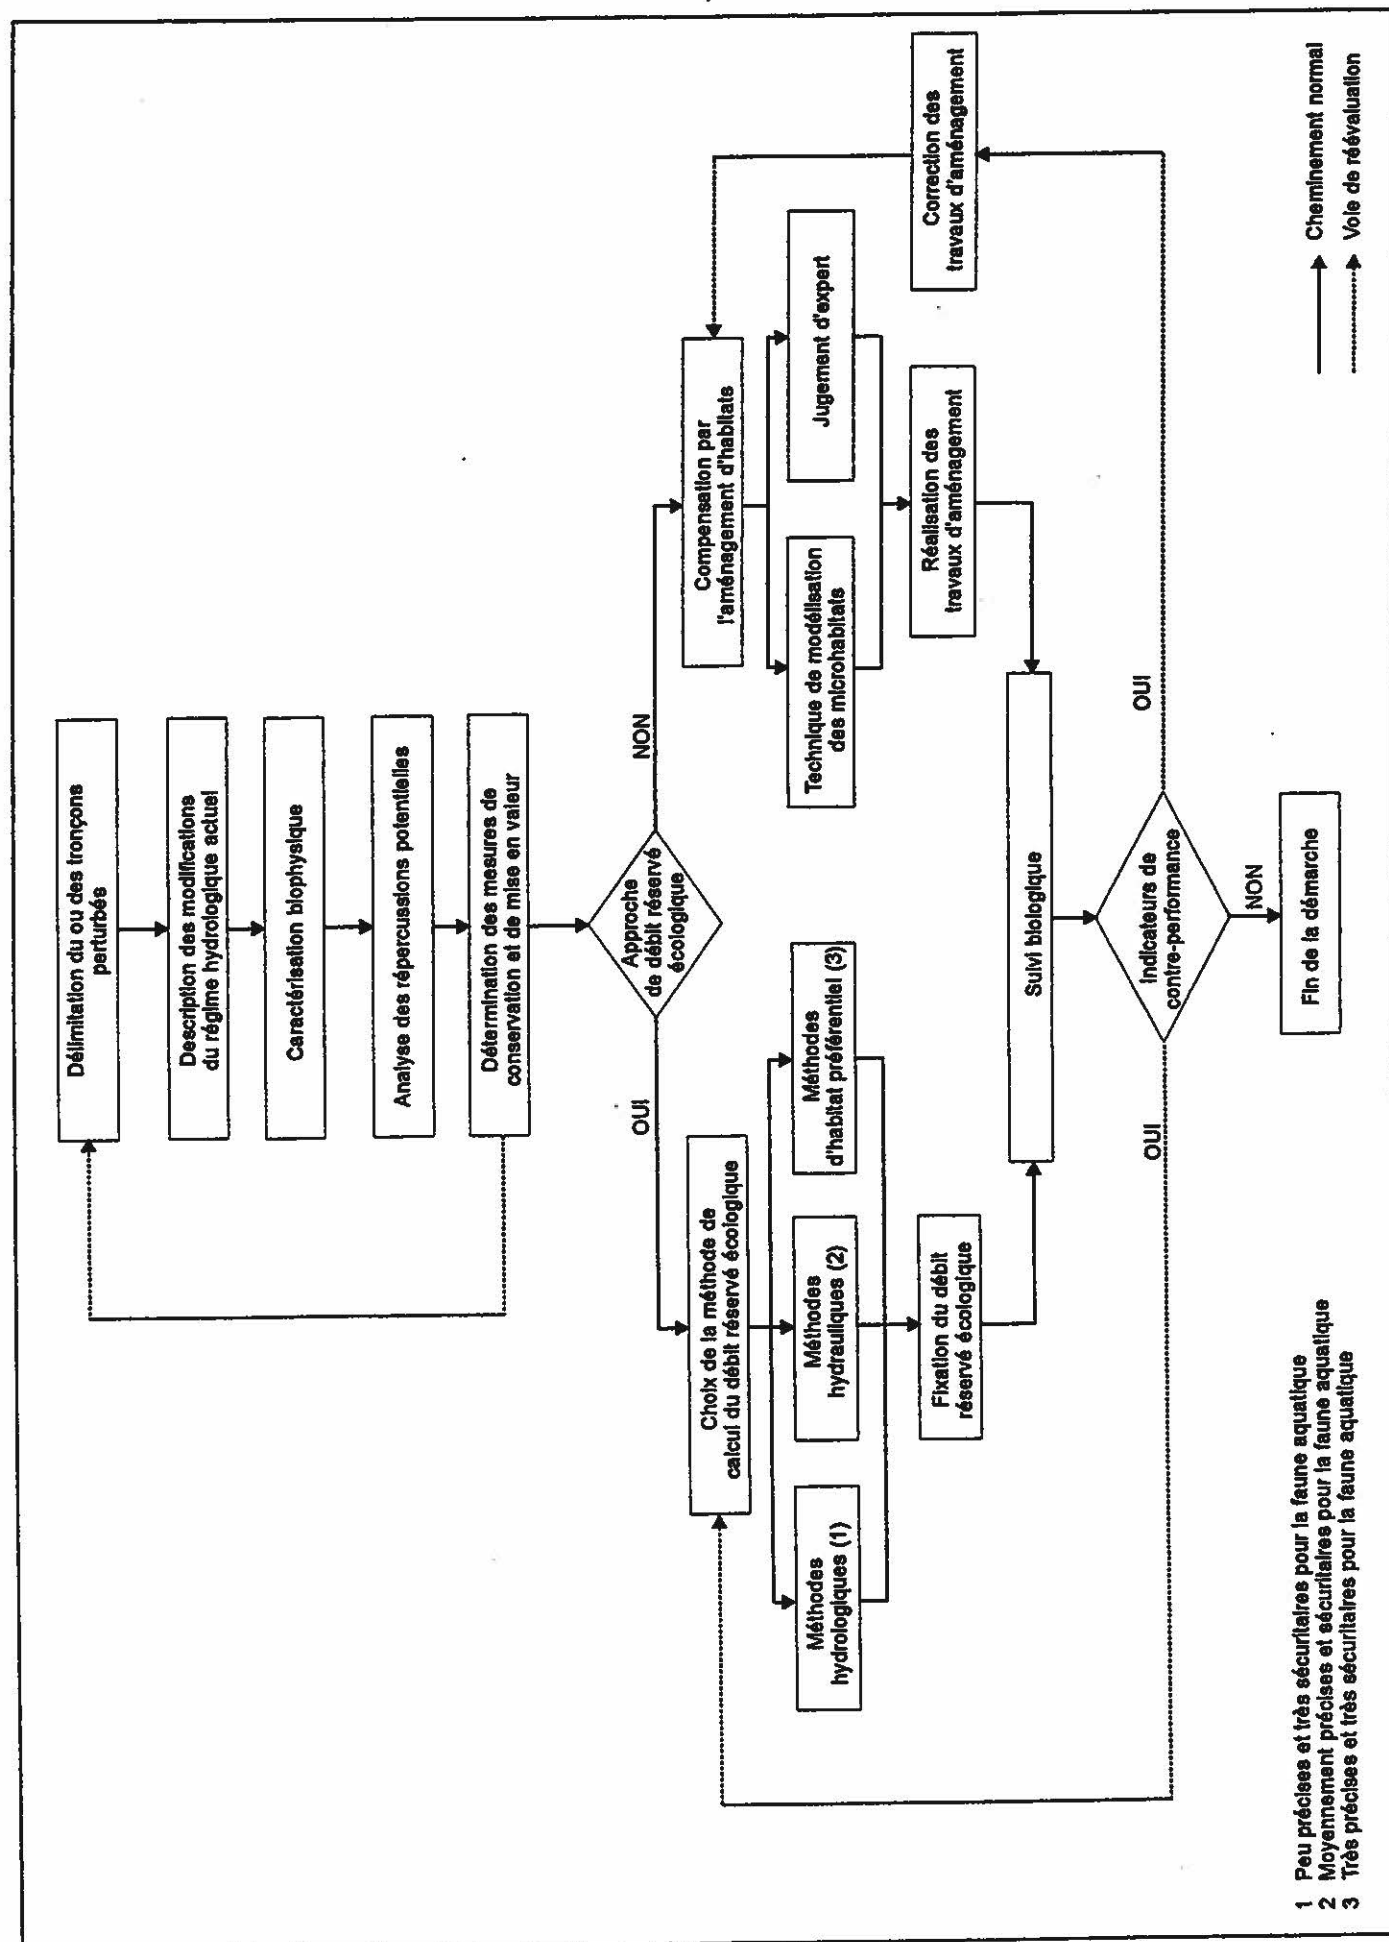 Délimitation du ou des tronçons
perturbés
Description des modifications
du régime hydrologique actuel
Caractérisation biophysique
Analyse des répercussions potentielles
Détermination des mesures de
conservation et de mise en valeur
Approche
de débit réservé
écologique
OUI
NON
Choix de la méthode de
calcul du débit réservé écologique
Méthodes
hydrologiques (1)
Méthodes
hydrauliques (2)
Méthodes
d'habitat préférentiel (3)
Fixation du débit
réservé écologique
Compensation par
l'aménagement d'habitats
Technique de modélisation
des microhabitats
Jugement d'expert
Réalisation des
travaux d'aménagement
Correction des
travaux d'aménagement
Suivi biologique
Indicateurs de
contre-performance
OUI
OUI
NON
Fin de la démarche
1 Peu précises et très sécuritaires pour la faune aquatique
2 Moyennement précises et sécuritaires pour la faune aquatique
3 Très précises et très sécuritaires pour la faune aquatique
Cheminement normal
Voie de réévaluation